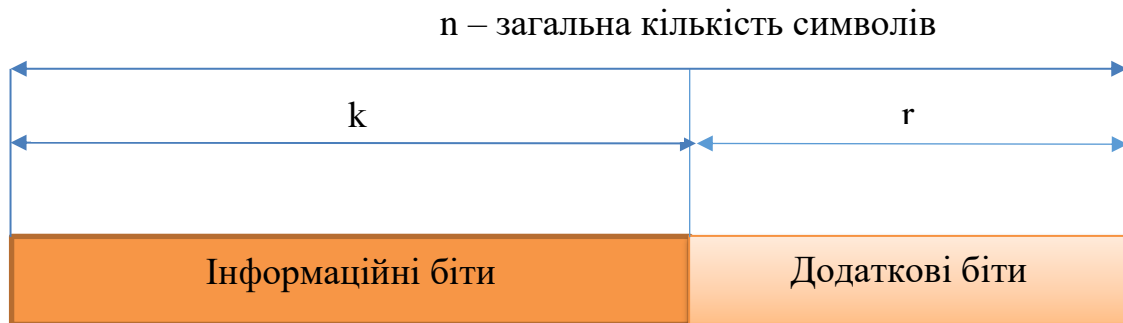 n – загальна кількість символів
k
r
Інформаційні біти
Додаткові біти